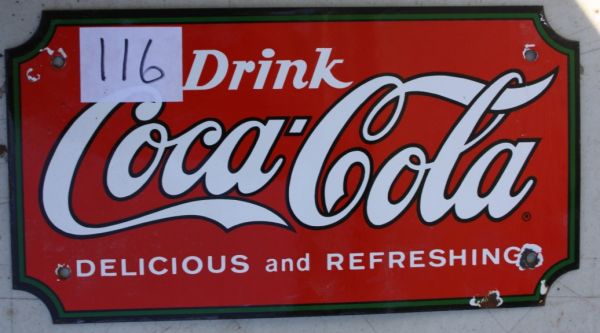 116
Drink
Coca-Cola
®
DELICIOUS and REFRESHING